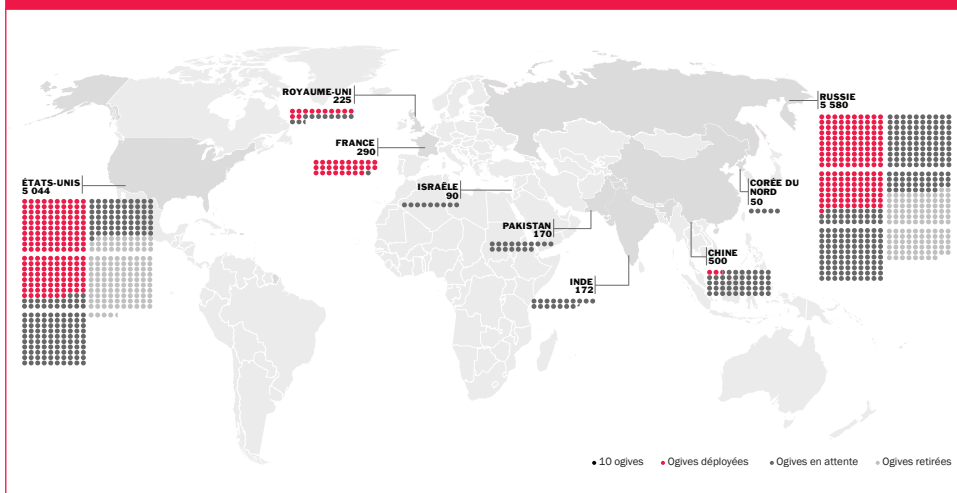 ROYAUME-UNI
225
RUSSIE
5 580
FRANCE
290
ÉTATS-UNIS
5 044
ISRAËLE
90
CORÉE DU
NORD
50
PAKISTAN
170
CHINE
500
INDE
172
10 ogives
Ogives déployées
Ogives en attente
Ogives retirées